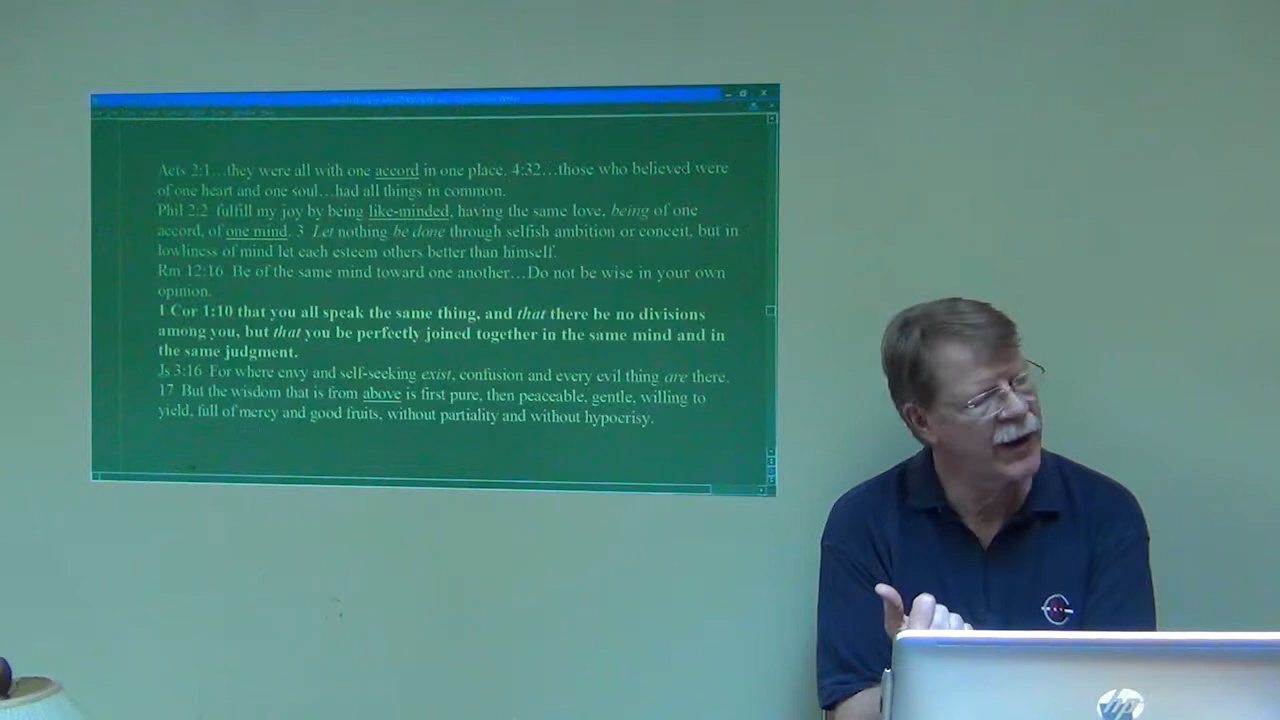 Acts 2:1…they were all with one accord in one place. 4:32…those who believed were
of one heart and one soul…had all things in common.
Phil 2:2 fulfill my joy by being like-minded, having the same love, being of one
accord, of one mind. 3 Let nothing be done through selfish ambition or conceit, but in
lowliness of mind let each esteem others better than himself.
Rm 12:16 Be of the same mind toward one another…Do not be wise in your own
opinion.
1 Cor 1:10 that you all speak the same thing, and that there be no divisions
among you, but that you be perfectly joined together in the same mind and in
the same judgment.
Js 3:16 For where envy and self-seeking exist, confusion and every evil thing are there.
17 But the wisdom that is from above is first pure, then peaceable, gentle, willing to
yield, full of mercy and good fruits, without partiality and without hypocrisy.
hp